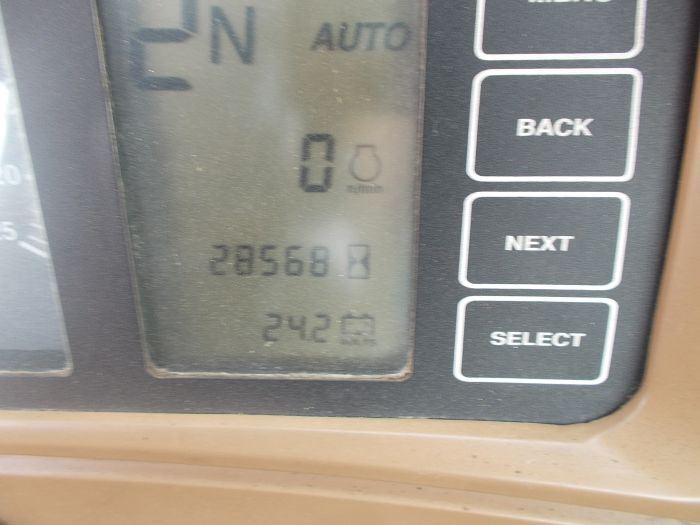 2N AUTO
0
n/min
28568
24.2
BACK
NEXT
SELECT